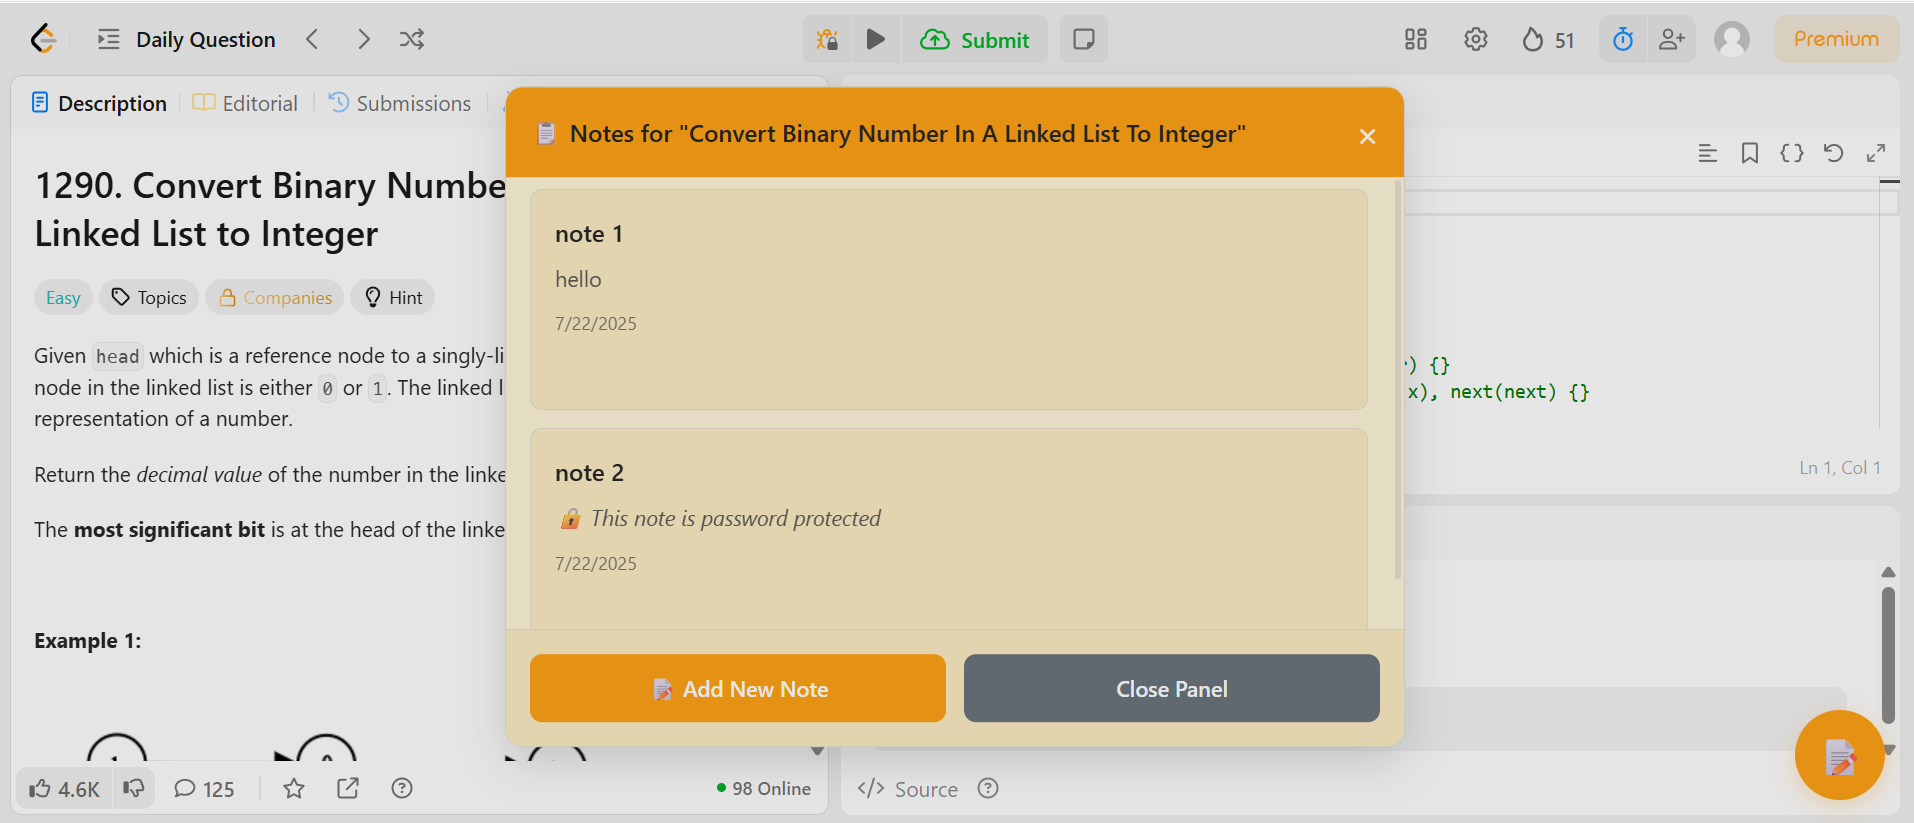 Daily Question
Submit
51
Premium
Description
Editorial
Submissions
1290. Convert Binary Numbe
Linked List to Integer
Easy
Topics
Companies
Hint
Given head which is a reference node to a singly-li
node in the linked list is either 0 or 1. The linked l
representation of a number.
Return the decimal value of the number in the linke
The most significant bit is at the head of the linke
Example 1:
4.6K
125
98 Online
Notes for "Convert Binary Number In A Linked List To Integer"
note 1
hello
7/22/2025
note 2
This note is password protected
7/22/2025
Add New Note
Close Panel
) {}
x), next(next) {}
Ln 1, Col 1
</> Source